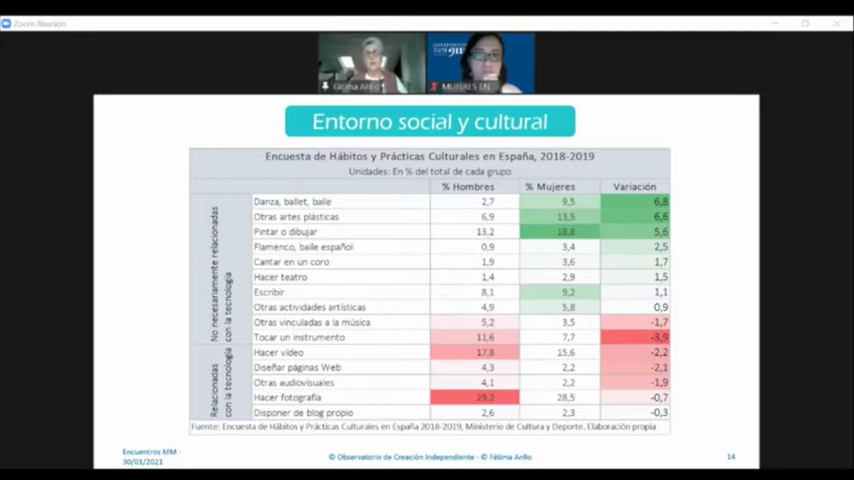 Zoom Reunión
Fátima Anllo
MUJERES EN
Entorno social y cultural
Encuesta de Hábitos y Prácticas Culturales en España, 2018-2019
Unidades: En % del total de cada grupo
% Hombres % Mujeres Variación
No necesariamente relacionadas con la tecnología
Danza, ballet, baile 2,7 9,5 6,8
Otras artes plásticas 6,9 13,5 6,6
Pintar o dibujar 13,2 18,8 5,6
Flamenco, baile español 0,9 3,4 2,5
Cantar en un coro 1,9 3,6 1,7
Hacer teatro 1,4 2,9 1,5
Escribir 8,1 9,2 1,1
Otras actividades artísticas 4,9 5,8 0,9
Otras vinculadas a la música 5,2 3,5 -1,7
Tocar un instrumento 11,6 7,7 -3,9
Relacionadas con la tecnología
Hacer vídeo 17,8 15,6 -2,2
Diseñar páginas Web 4,3 2,2 -2,1
Otras audiovisuales 4,1 2,2 -1,9
Hacer fotografía 29,2 28,5 -0,7
Disponer de blog propio 2,6 2,3 -0,3
Fuente: Encuesta de Hábitos y Prácticas Culturales en España 2018-2019, Ministerio de Cultura y Deporte. Elaboración propia
Encuentros MM -
30/01/2021
© Observatorio de Creación Independiente - © Fátima Anllo
14